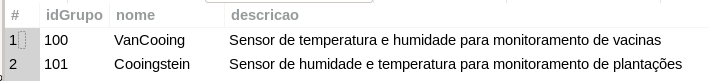 # idGrupo nome descricao
1 100 VanCooing Sensor de temperatura e humidade para monitoramento de vacinas
2 101 Cooingstein Sensor de humidade e temperatura para monitoramento de plantações